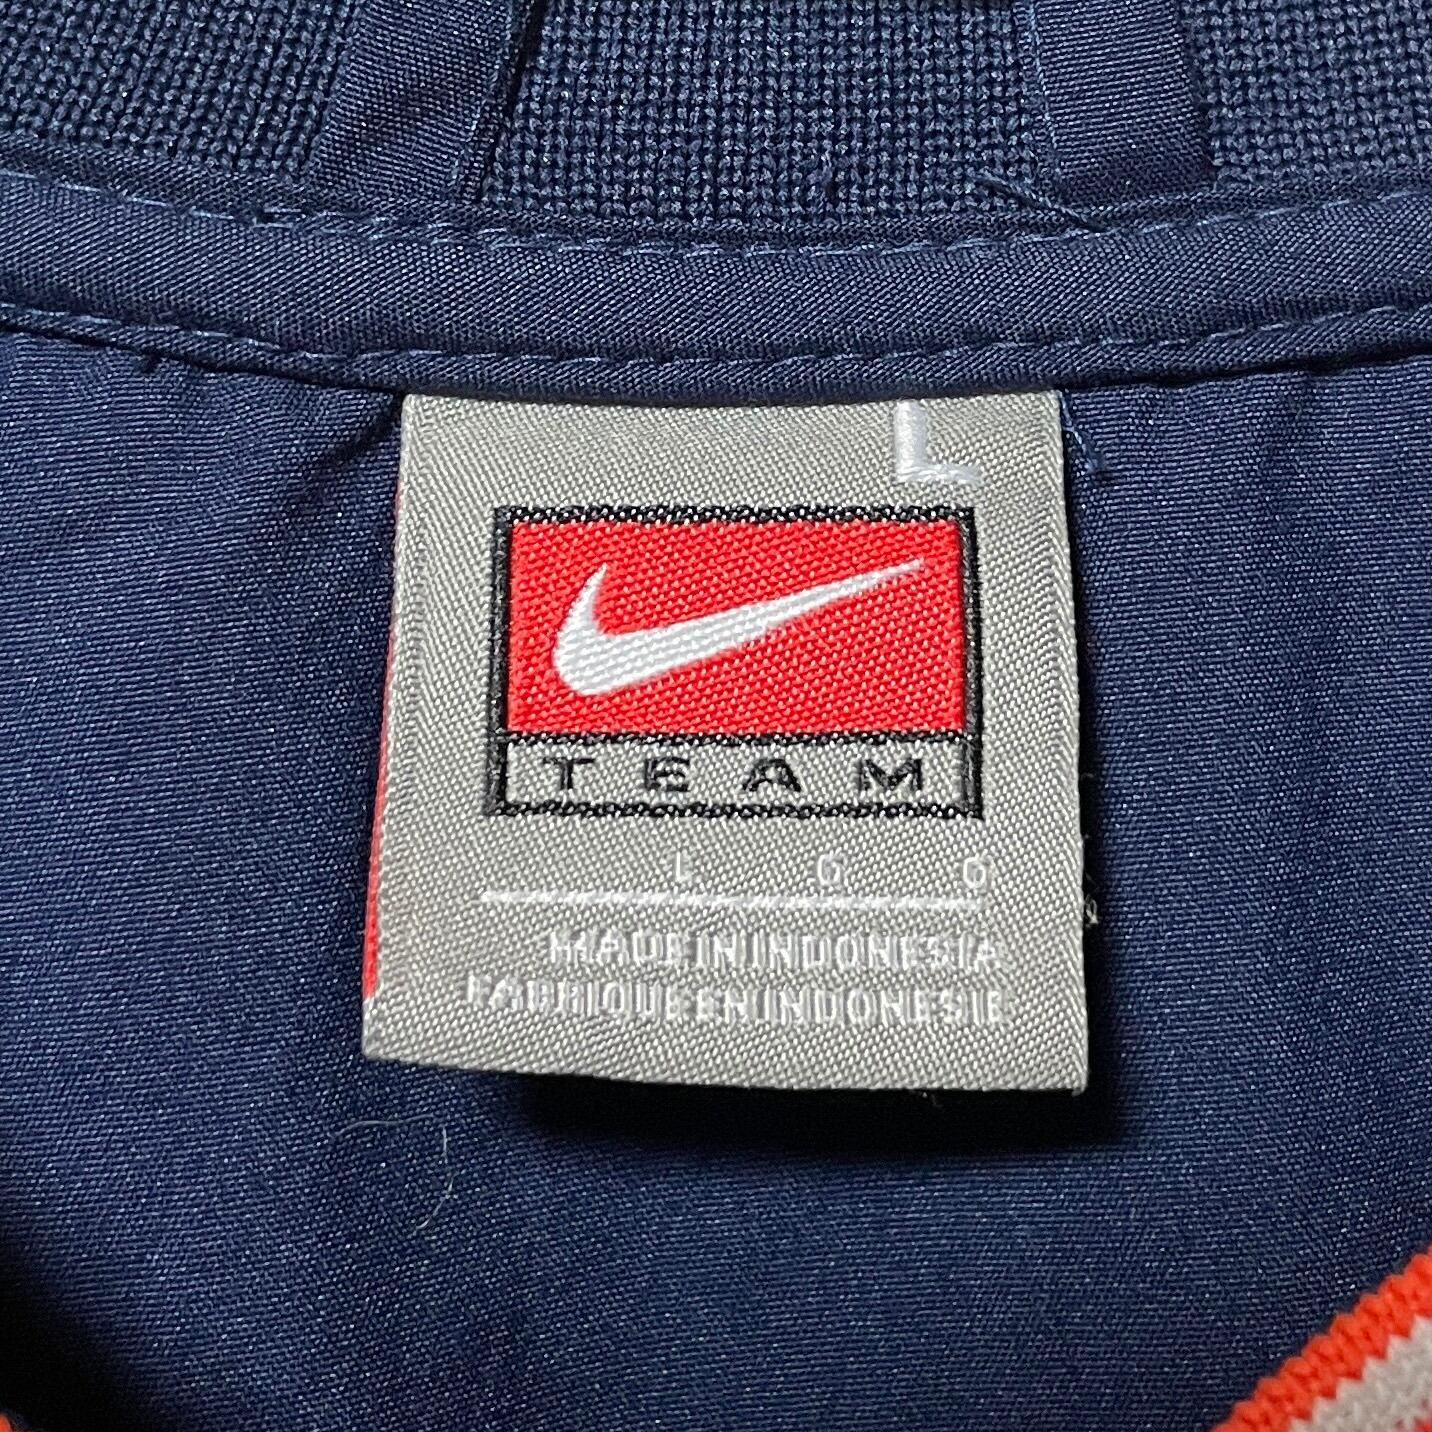 L
TEAM
L G G
MADE IN INDONESIA
FABRIQUE EN INDONESIE